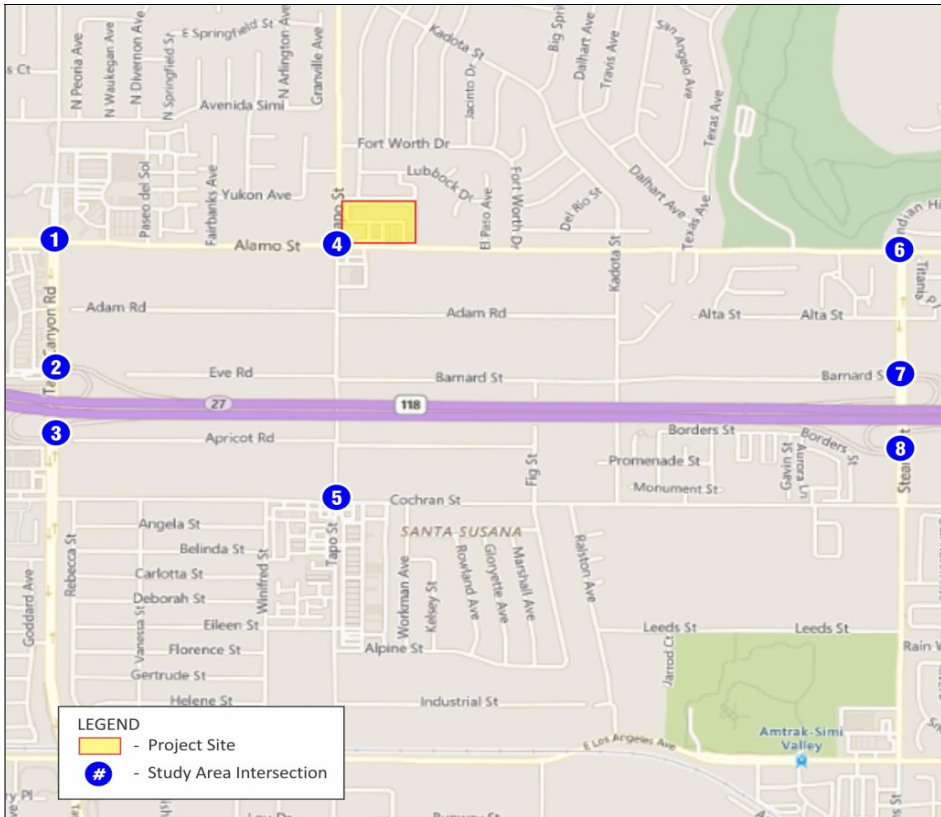 E Springfield St
N Peoria Ave
N Waukegan Ave
N Divernon Ave
N Springfield St
N Arlington Ave
Granville Ave
Avenida Simi
Kadota St
Jacinto Dr
Big Spri
Dalhart Ave
Travis Ave
San Angelo Ave
Texas Ave
s Ct
Fort Worth Dr
Lubbock Dr
Paseo del Sol
Fairbanks Ave
Yukon Ave
El Paso Ave
Fort Worth Dr
Del Rio St
Dalhart Ave
Texas Ave
Kadota St
ndian Hi
1
Alamo St
4
6
Titania Pl
Adam Rd
Adam Rd
Alta St
Alta St
2
Eve Rd
Barnard St
Barnard S
7
27
118
3
Apricot Rd
Borders St
Borders St
8
Promenade St
Gavin St
Aurora Ln
Fig St
Monument St
5
Cochran St
Angela St
SANTA SUSANA
Belinda St
Carlotta St
Deborah St
Eileen St
Florence St
Gertrude St
Helene St
Rebecca St
Goddard Ave
Vanessa St
Winifred St
Tapo St
Workman Ave
Kelsey St
Rowland Ave
Gloryette Ave
Marshall Ave
Ralston Ave
Alpine St
Industrial St
Leeds St
Leeds St
Jarrod Ct
Rain W
LEGEND
- Project Site
# - Study Area Intersection
E Los Angeles Ave
Amtrak-Simi
Valley